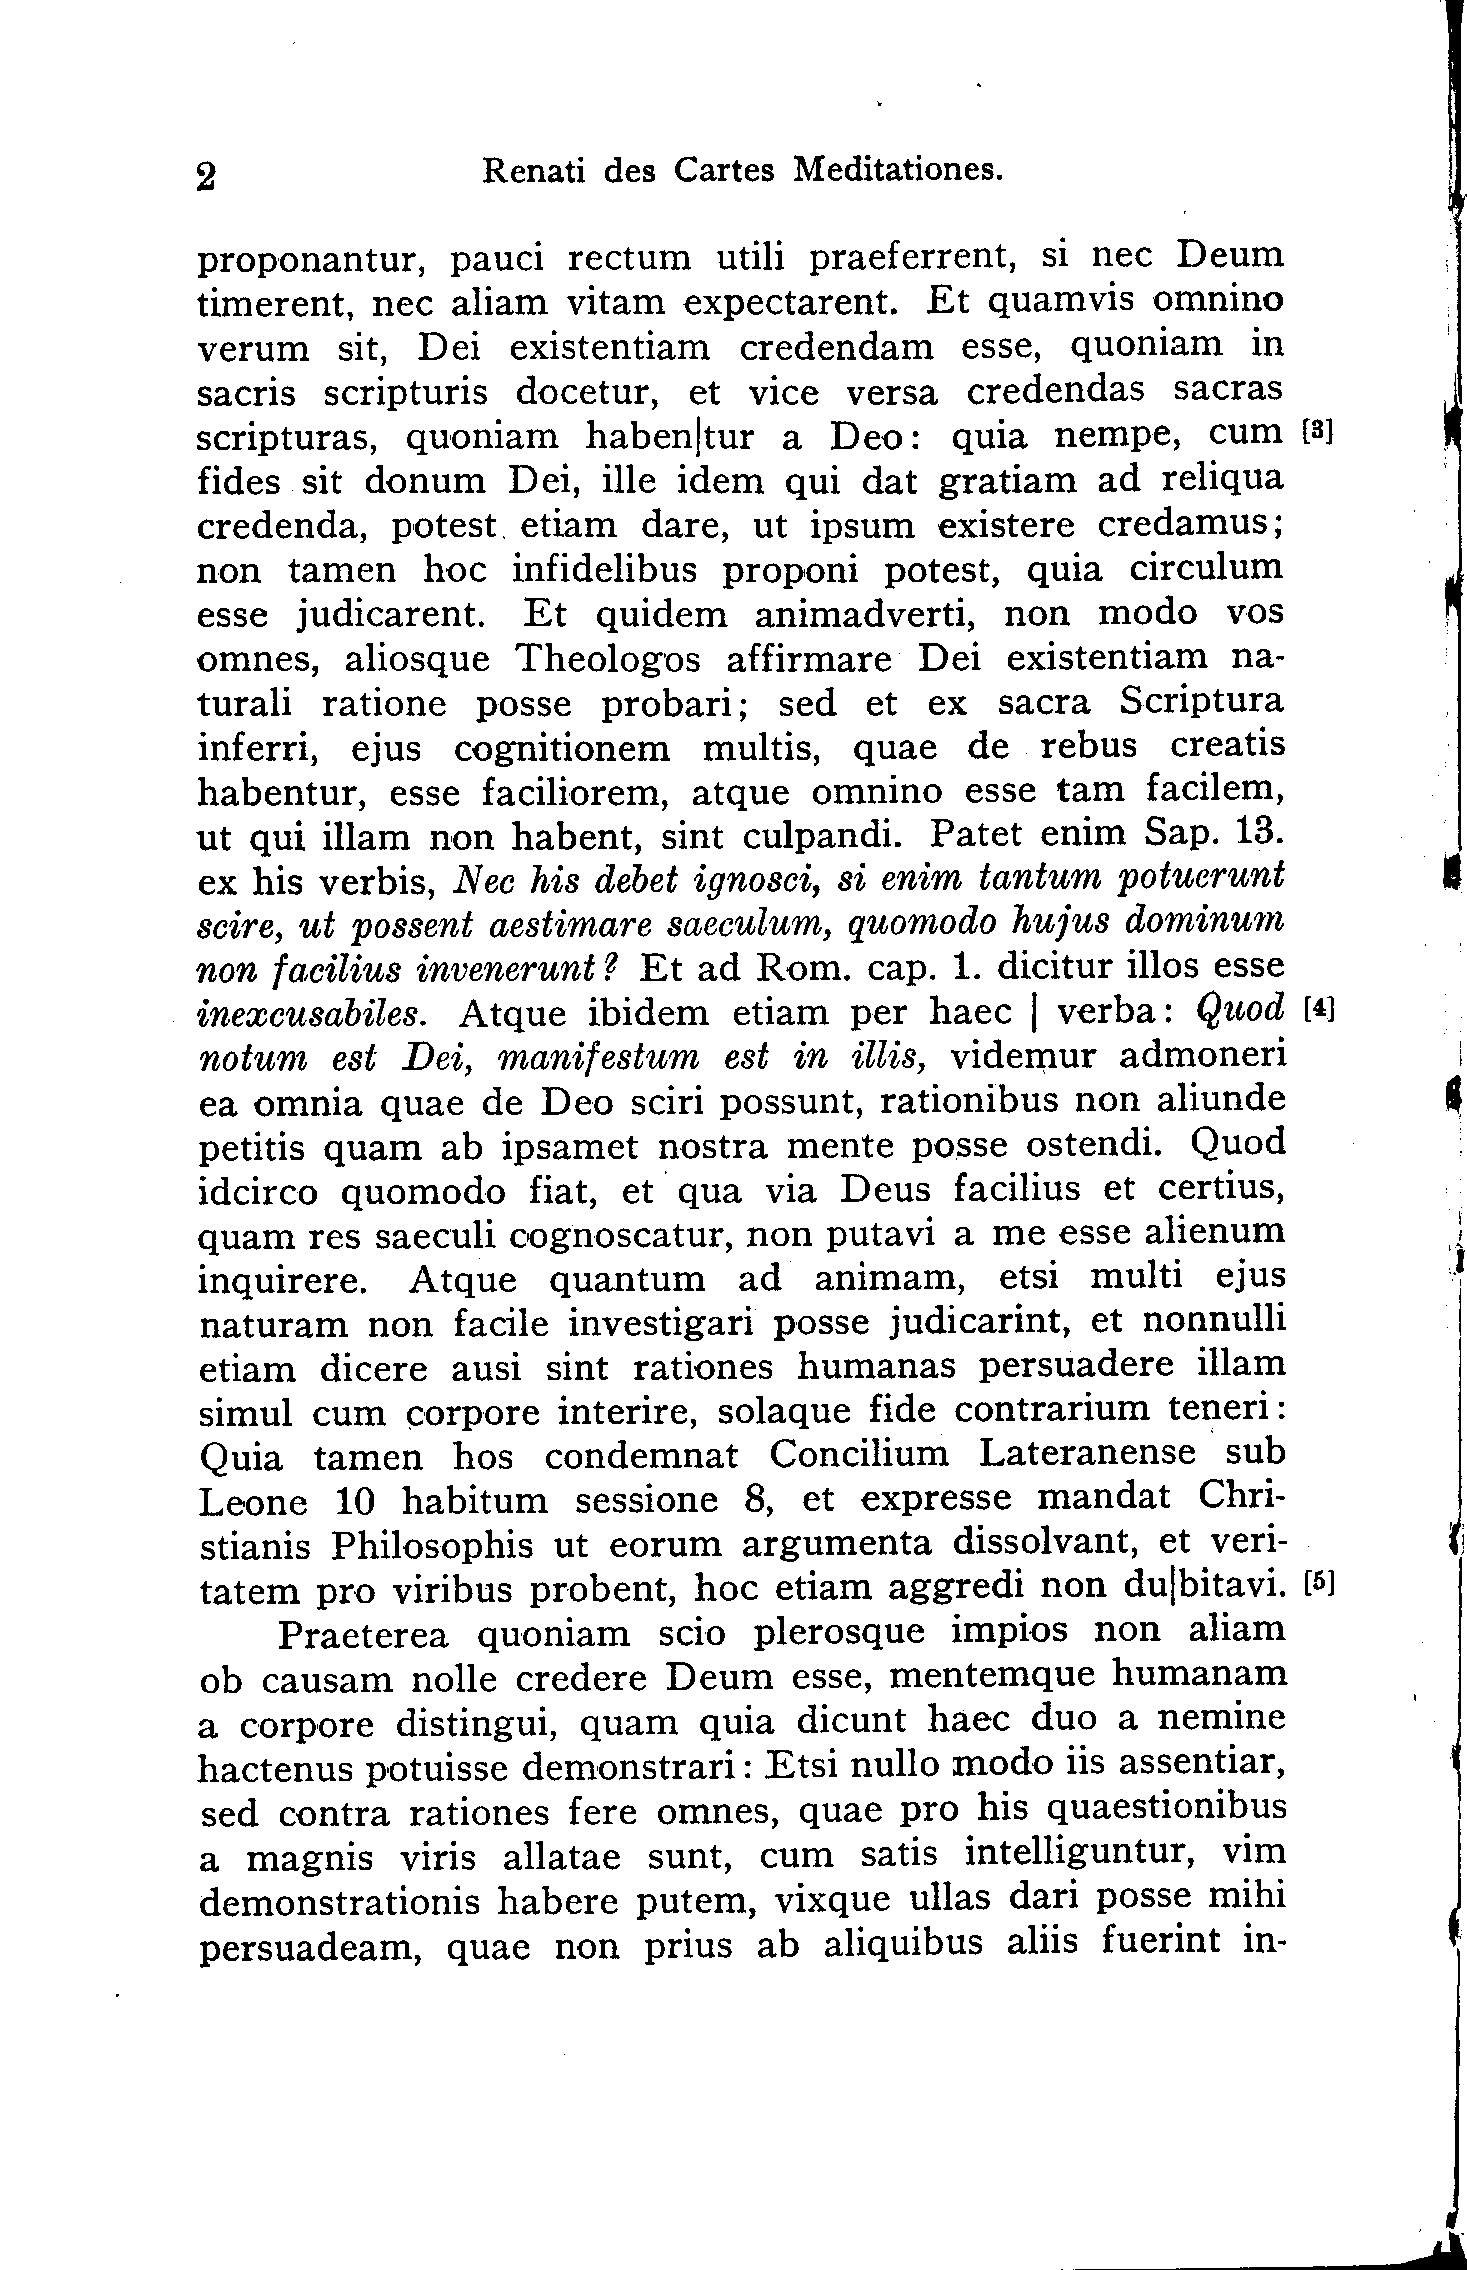 2 Renati des Cartes Meditationes.
proponantur, pauci rectum utili praeferrent, si nec Deum
timerent, nec aliam vitam expectarent. Et quamvis omnino
verum sit, Dei existentiam credendam esse, quoniam in
sacris scripturis docetur, et vice versa credendas sacras
scripturas, quoniam haben|tur a Deo: quia nempe, cum [3]
fides sit donum Dei, ille idem qui dat gratiam ad reliqua
credenda, potest etiam dare, ut ipsum existere credamus;
non tamen hoc infidelibus proponi potest, quia circulum
esse judicarent. Et quidem animadverti, non modo vos
omnes, aliosque Theologos affirmare Dei existentiam na-
turali ratione posse probari; sed et ex sacra Scriptura
inferri, ejus cognitionem multis, quae de rebus creatis
habentur, esse faciliorem, atque omnino esse tam facilem,
ut qui illam non habent, sint culpandi. Patet enim Sap. 13.
ex his verbis, Nec his debet ignosci, si enim tantum potuerunt
scire, ut possent aestimare saeculum, quomodo hujus dominum
non facilius invenerunt? Et ad Rom. cap. 1. dicitur illos esse
inexcusabiles. Atque ibidem etiam per haec | verba: Quod [4]
notum est Dei, manifestum est in illis, videmur admoneri
ea omnia quae de Deo sciri possunt, rationibus non aliunde
petitis quam ab ipsamet nostra mente posse ostendi. Quod
idcirco quomodo fiat, et qua via Deus facilius et certius,
quam res saeculi cognoscatur, non putavi a me esse alienum
inquirere. Atque quantum ad animam, etsi multi ejus
naturam non facile investigari posse judicarint, et nonnulli
etiam dicere ausi sint rationes humanas persuadere illam
simul cum corpore interire, solaque fide contrarium teneri:
Quia tamen hos condemnat Concilium Lateranense sub
Leone 10 habitum sessione 8, et expresse mandat Chri-
stianis Philosophis ut eorum argumenta dissolvant, et veri-
tatem pro viribus probent, hoc etiam aggredi non du|bitavi. [5]
Praeterea quoniam scio plerosque impios non aliam
ob causam nolle credere Deum esse, mentemque humanam
a corpore distingui, quam quia dicunt haec duo a nemine
hactenus potuisse demonstrari: Etsi nullo modo iis assentiar,
sed contra rationes fere omnes, quae pro his quaestionibus
a magnis viris allatae sunt, cum satis intelliguntur, vim
demonstrationis habere putem, vixque ullas dari posse mihi
persuadeam, quae non prius ab aliquibus aliis fuerint in-